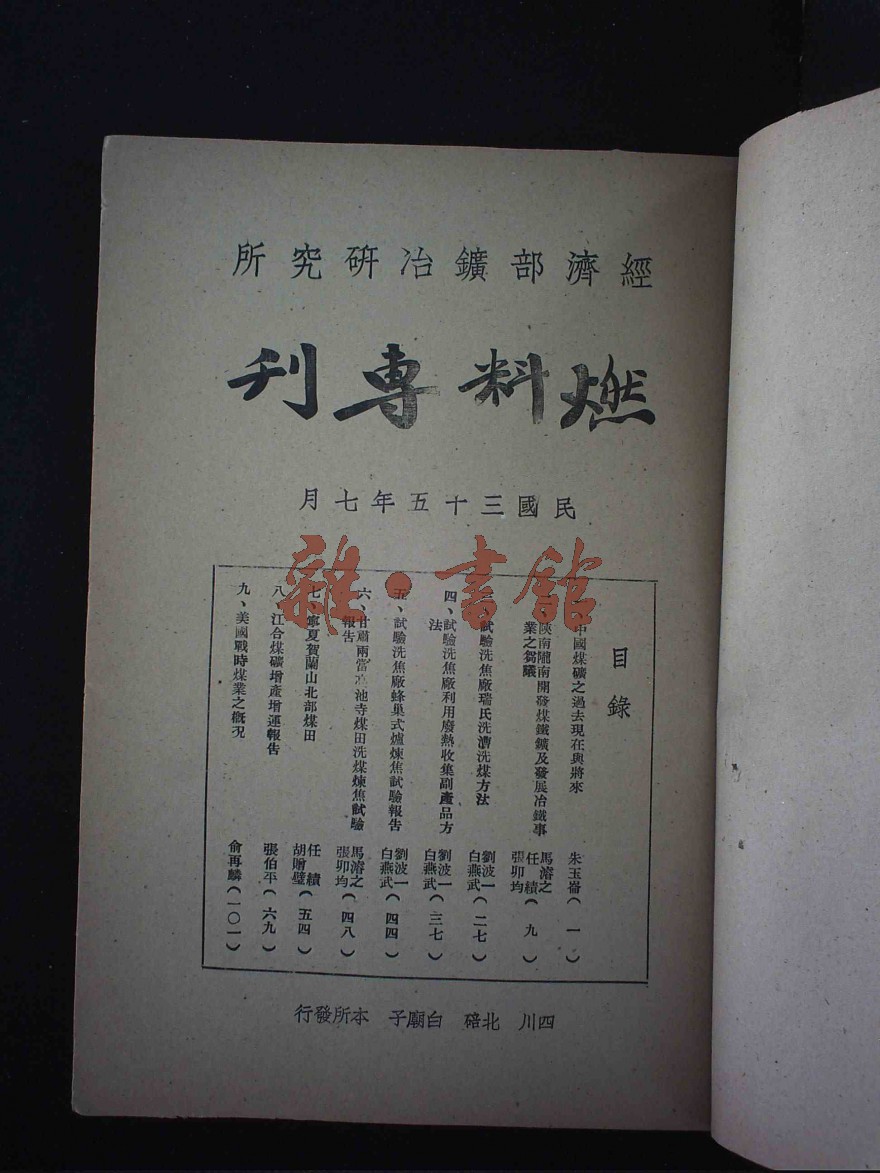 經濟部鑛冶研究所
燃料專刊
民國三十五年七月
雜·書館
目錄
中國煤礦之過去現在與將來 朱玉崙(一)
陝南隴南開發煤鐵鑛及發展冶鐵事業之芻議 馬濬之 任績 張卯均(九)
試驗洗焦廠瑞氏洗漕洗煤方法 劉波一 白燕武(二七)
四、試驗洗焦廠利用廢熱收集副產品方法 劉波一 白燕武(三七)
五、試驗洗焦廠蜂巢式爐煉焦試驗報告 劉波一 白燕武(四四)
六、甘肅兩當 池寺煤田洗煤煉焦試驗報告 馬濬之 張卯均(四八)
七、寧夏賀蘭山北部煤田 任績 胡 璧(五四)
八、江合煤礦增產增運報告 張伯平(六九)
九、美國戰時煤業之概況 俞再麟(一〇一)
四川 北碚 白廟子 本所發行